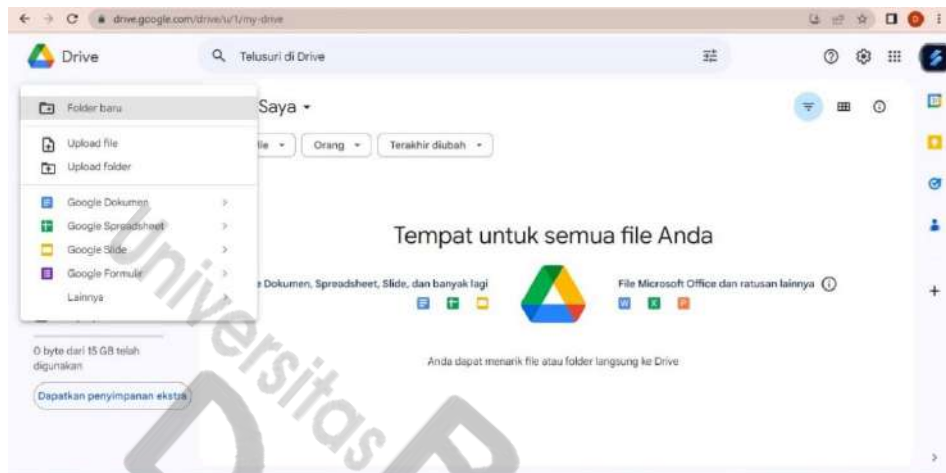 drive.google.com/drive/u/1/my-drive
Drive
Telusuri di Drive
Folder baru
Saya
Upload file
Orang
Terakhir diubah
Upload folder
Google Dokumen
Google Spreadsheet
Google Slide
Google Formulir
Lainnya
Tempat untuk semua file Anda
Dokumen, Spreadsheet, Slide, dan banyak lagi
File Microsoft Office dan ratusan lainnya
W X P
Anda dapat menarik file atau folder langsung ke Drive
0 byte dari 15 GB telah
digunakan
Dapatkan penyimpanan ekstra
Universitas